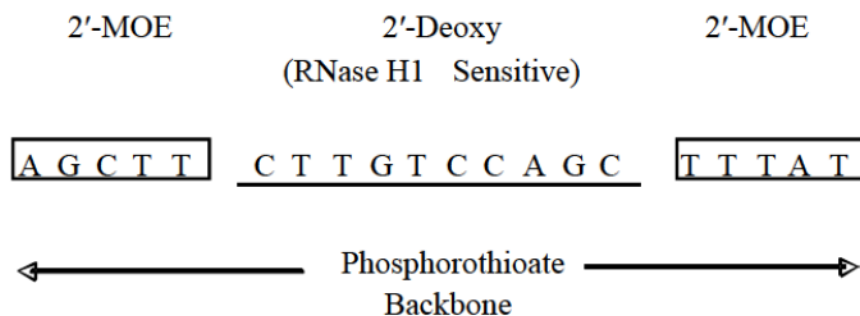 2′-MOE 2′-Deoxy 2′-MOE
(RNase H1 Sensitive)
A G C T T C T T G T C C A G C T T T A T
Phosphorothioate
Backbone